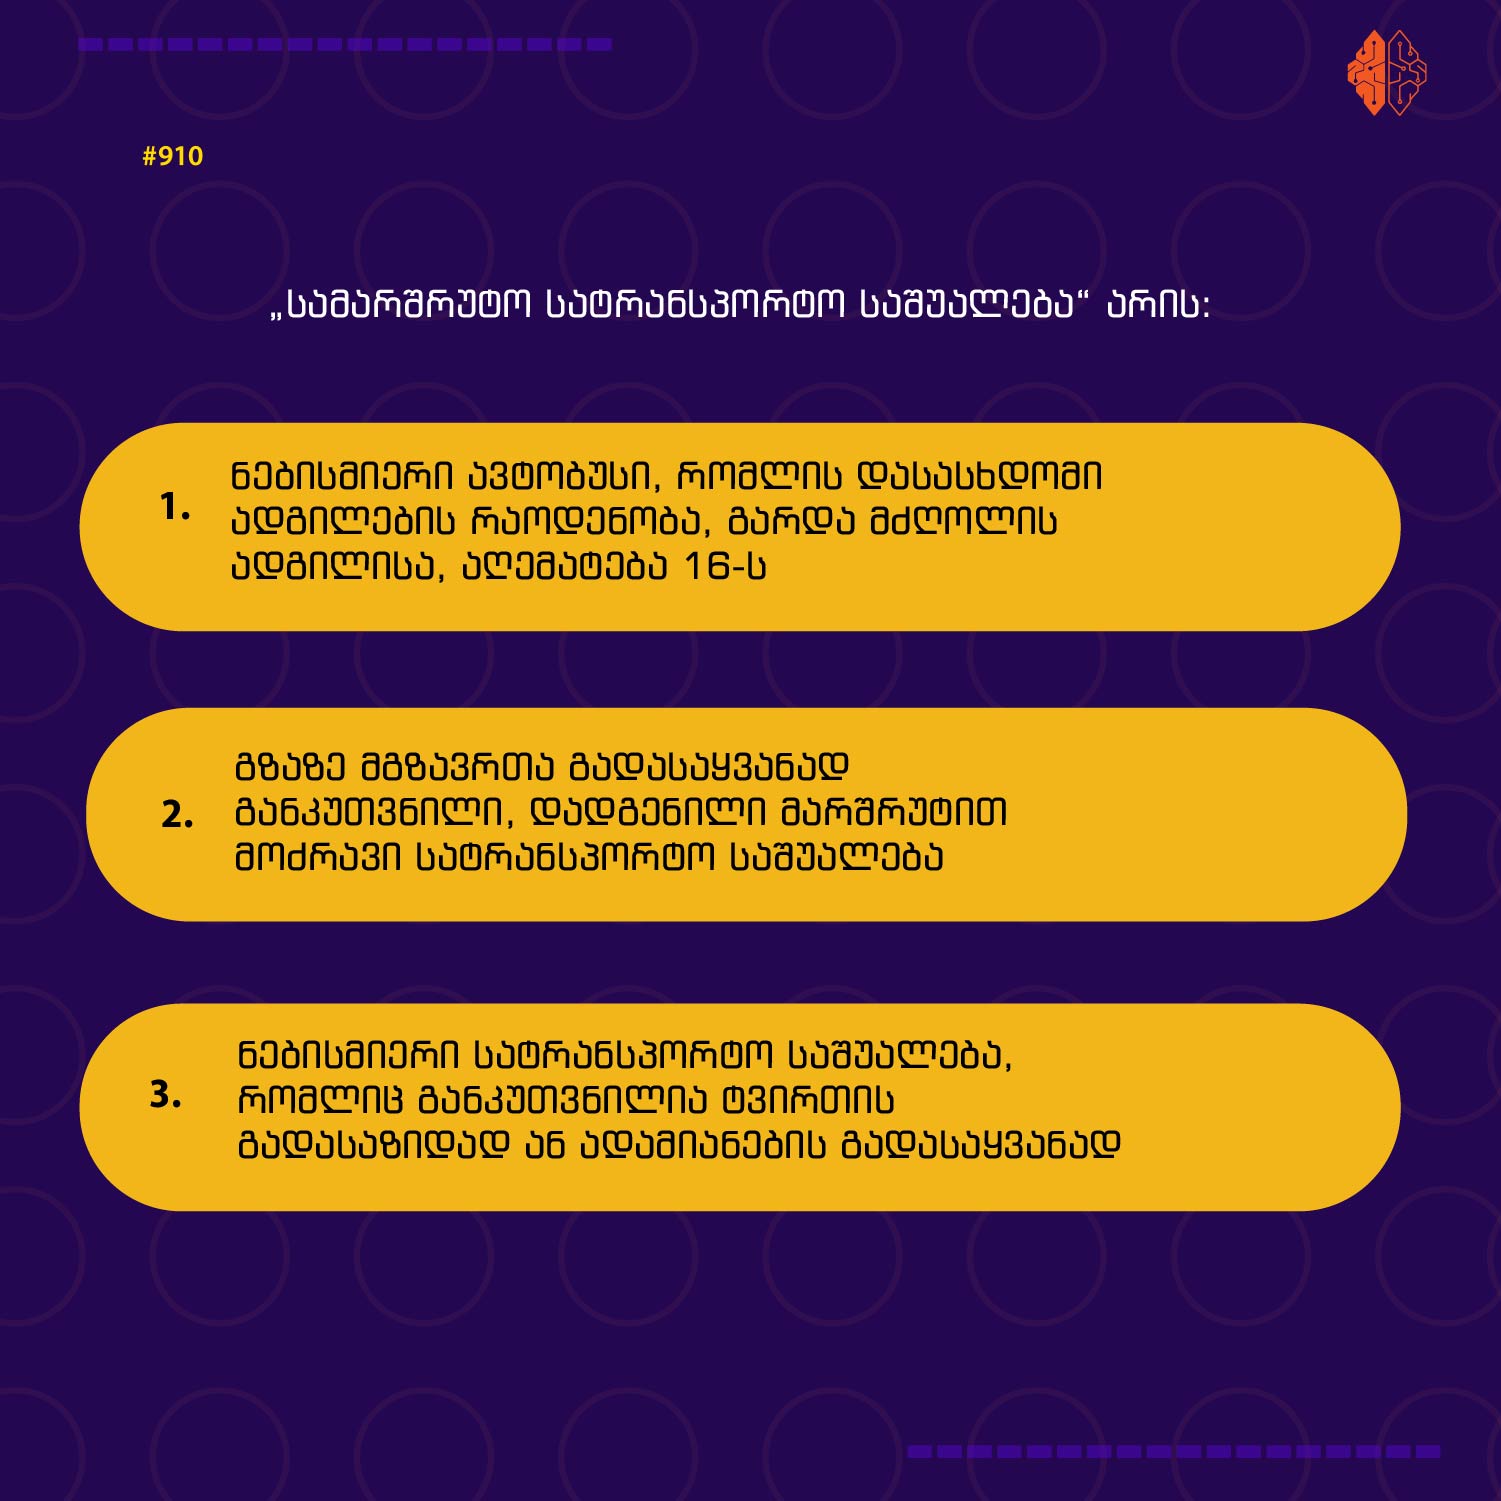 #910
„სამარშრუტო სატრანსპორტო საშუალება“ არის:
1.
ნებისმიერი ავტობუსი, რომლის დასასხდომი
ადგილების რაოდენობა, გარდა მძღოლის
ადგილისა, აღემატება 16-ს
2.
გზაზე მგზავრთა გადასაყვანად
განკუთვნილი, დადგენილი მარშრუტით
მოძრავი სატრანსპორტო საშუალება
3.
ნებისმიერი სატრანსპორტო საშუალება,
რომლიც განკუთვნილია ტვირთის
გადასაზიდად ან ადამიანების გადასაყვანად